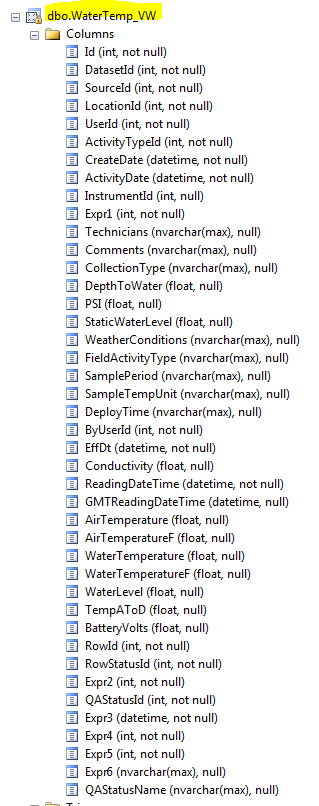 dbo.WaterTemp_VW
Columns
Id (int, not null)
DatasetId (int, not null)
SourceId (int, not null)
LocationId (int, not null)
UserId (int, not null)
ActivityTypeId (int, not null)
CreateDate (datetime, not null)
ActivityDate (datetime, not null)
InstrumentId (int, null)
Expr1 (int, not null)
Technicians (nvarchar(max), null)
Comments (nvarchar(max), null)
CollectionType (nvarchar(max), null)
DepthToWater (float, null)
PSI (float, null)
StaticWaterLevel (float, null)
WeatherConditions (nvarchar(max), null)
FieldActivityType (nvarchar(max), null)
SamplePeriod (nvarchar(max), null)
SampleTempUnit (nvarchar(max), null)
DeployTime (nvarchar(max), null)
ByUserId (int, not null)
EffDt (datetime, not null)
Conductivity (float, null)
ReadingDateTime (datetime, not null)
GMTReadingDateTime (datetime, null)
AirTemperature (float, null)
AirTemperatureF (float, null)
WaterTemperature (float, null)
WaterTemperatureF (float, null)
WaterLevel (float, null)
TempAToD (float, null)
BatteryVolts (float, null)
RowId (int, not null)
RowStatusId (int, not null)
Expr2 (int, not null)
QAStatusId (int, not null)
Expr3 (datetime, not null)
Expr4 (int, not null)
Expr5 (int, not null)
Expr6 (nvarchar(max), null)
QAStatusName (nvarchar(max), null)